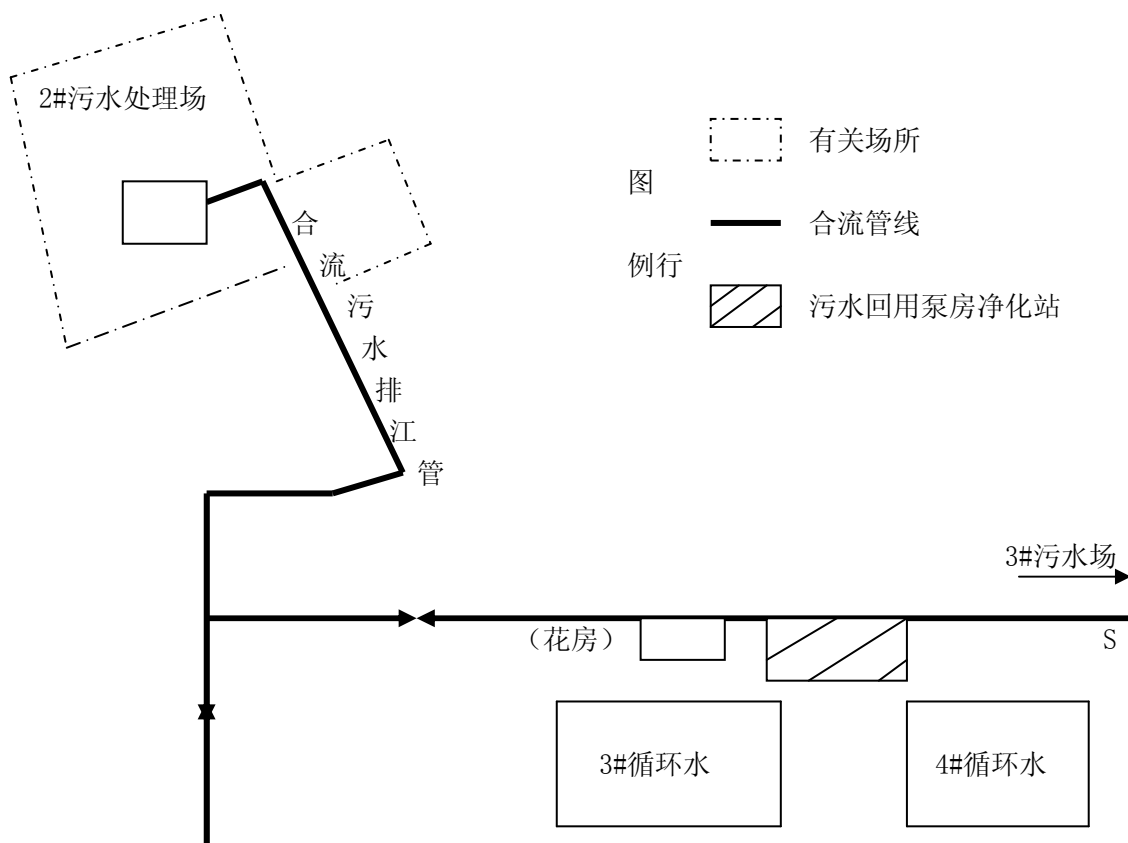 2#污水处理场
合流污水排江管
图
例行
有关场所
合流管线
污水回用泵房净化站
3#污水场
（花房）
S
3#循环水
4#循环水